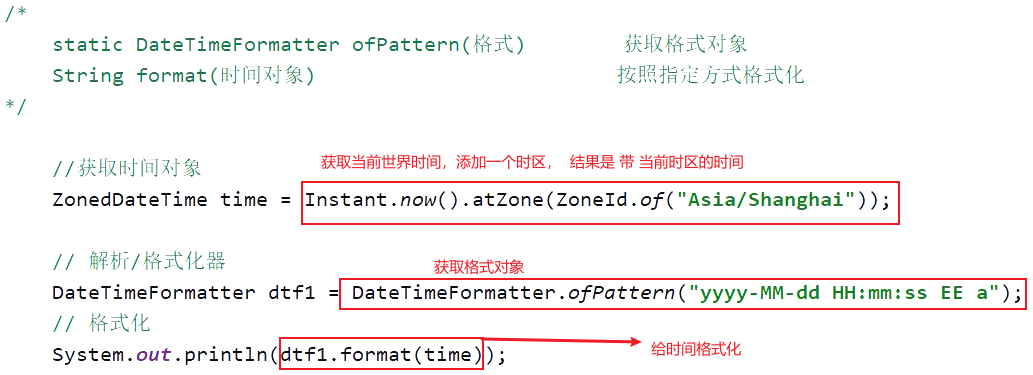 /*
static DateTimeFormatter ofPattern(格式) 获取格式对象
String format(时间对象) 按照指定方式格式化
*/
//获取时间对象
获取当前世界时间，添加一个时区， 结果是 带 当前时区的时间
ZonedDateTime time = Instant.now().atZone(ZoneId.of("Asia/Shanghai"));
// 解析/格式化器
获取格式对象
DateTimeFormatter dtf1 = DateTimeFormatter.ofPattern("yyyy-MM-dd HH:mm:ss EE a");
// 格式化
System.out.println(dtf1.format(time));
给时间格式化